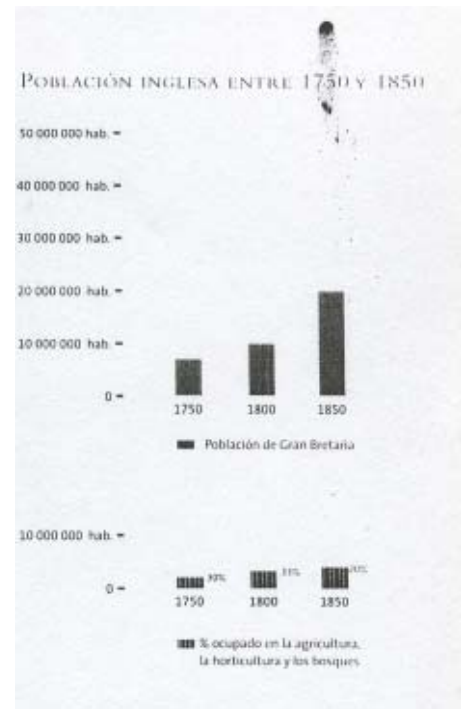 POBLACIÓN INGLESA ENTRE 1750 Y 1850
50 000 000 hab.
40 000 000 hab.
30 000 000 hab.
20 000 000 hab.
10 000 000 hab.
0
1750 1800 1850
Población de Gran Bretaña
10 000 000 hab.
0
33% 20%
1750 1800 1850
% ocupado en la agricultura,
la horticultura y los bosques